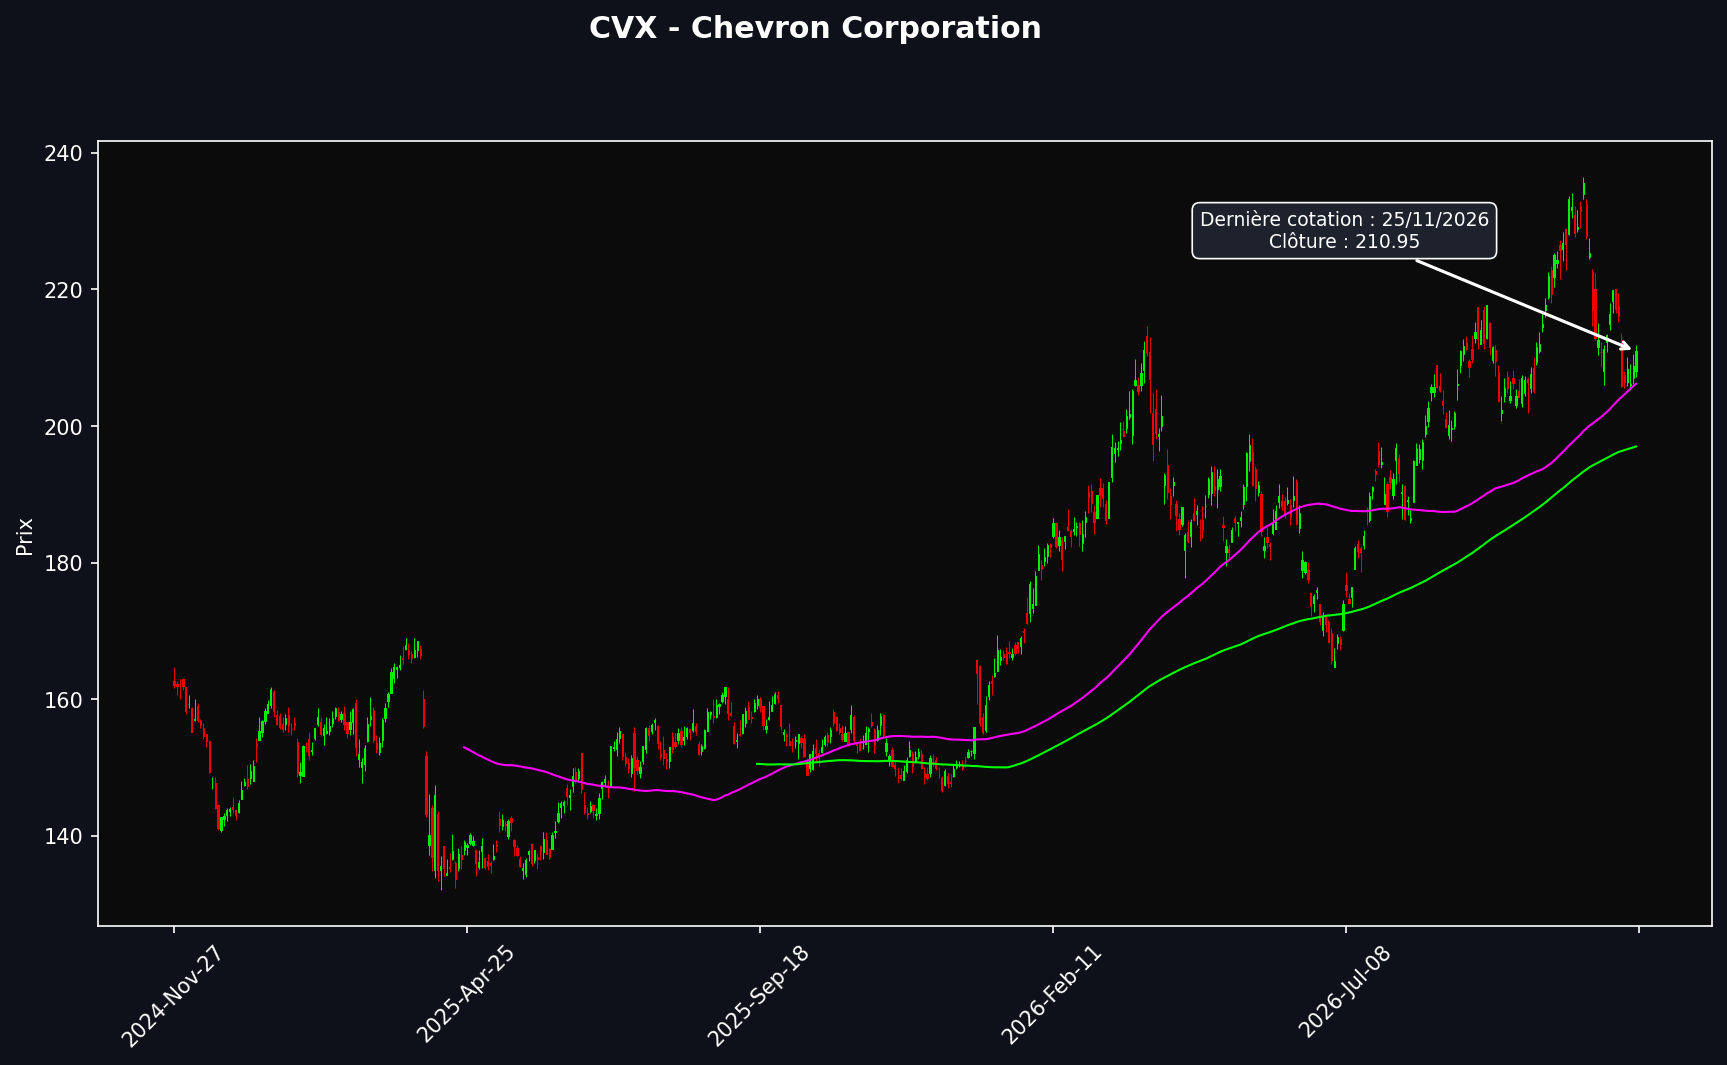 CVX - Chevron Corporation
240
220
200
180
160
140
Prix
Dernière cotation : 25/11/2026
Clôture : 210.95
2024-Nov-27
2025-Apr-25
2025-Sep-18
2026-Feb-11
2026-Jul-08